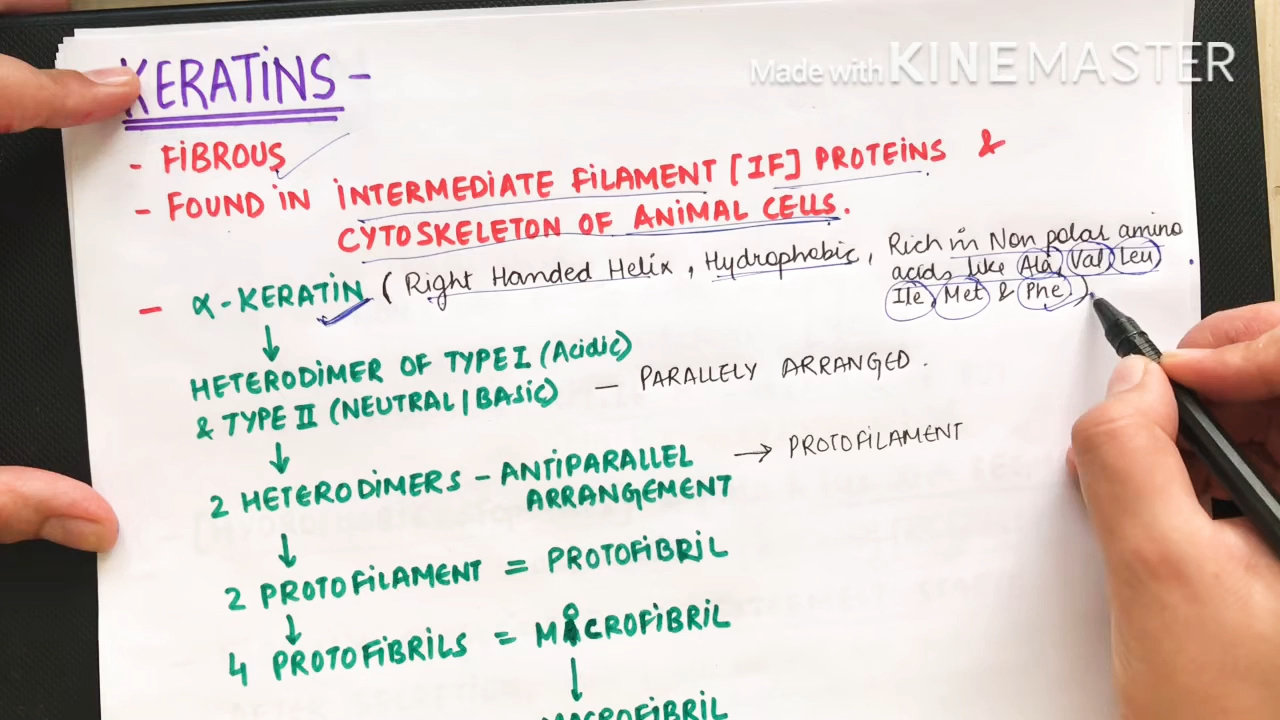 Made with KINEMASTER
KERATINS -
- FIBROUS
- FOUND IN INTERMEDIATE FILAMENT [IF] PROTEINS &
CYTOSKELETON OF ANIMAL CELLS.
- α-KERATIN (Right Handed Helix, Hydrophobic, Rich in Non polar amino
acids like Ala, Val, Leu,
Ile, Met & Phe).
↓
HETERODIMER OF TYPE I (Acidic)
& TYPE II (NEUTRAL/BASIC) — PARALLELY ARRANGED.
↓
2 HETERODIMERS - ANTIPARALLEL → PROTOFILAMENT
ARRANGEMENT
↓
2 PROTOFILAMENT = PROTOFIBRIL
↓
4 PROTOFIBRILS =
↓